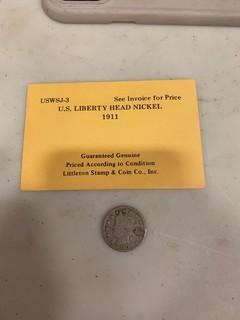 USWSJ-3 See Invoice for Price
U.S. LIBERTY HEAD NICKEL
1911
Guaranteed Genuine
Priced According to Condition
Littleton Stamp & Coin Co., Inc.